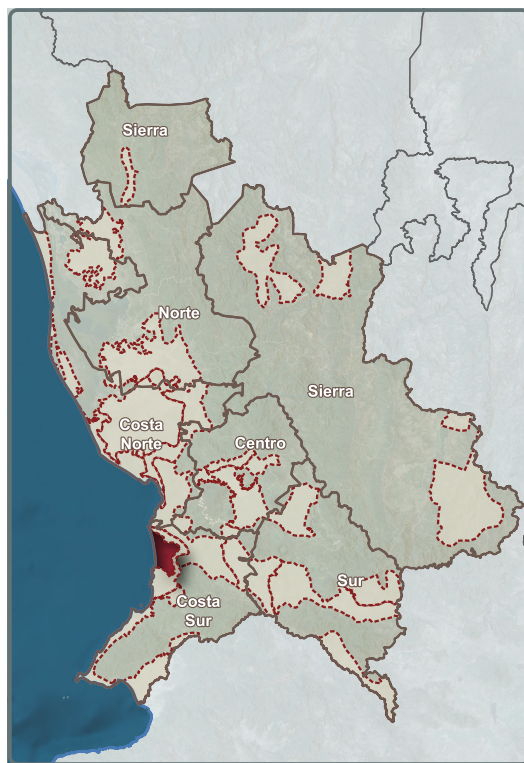 Sierra
Norte
Sierra
Costa
Norte
Centro
Sur
Costa
Sur